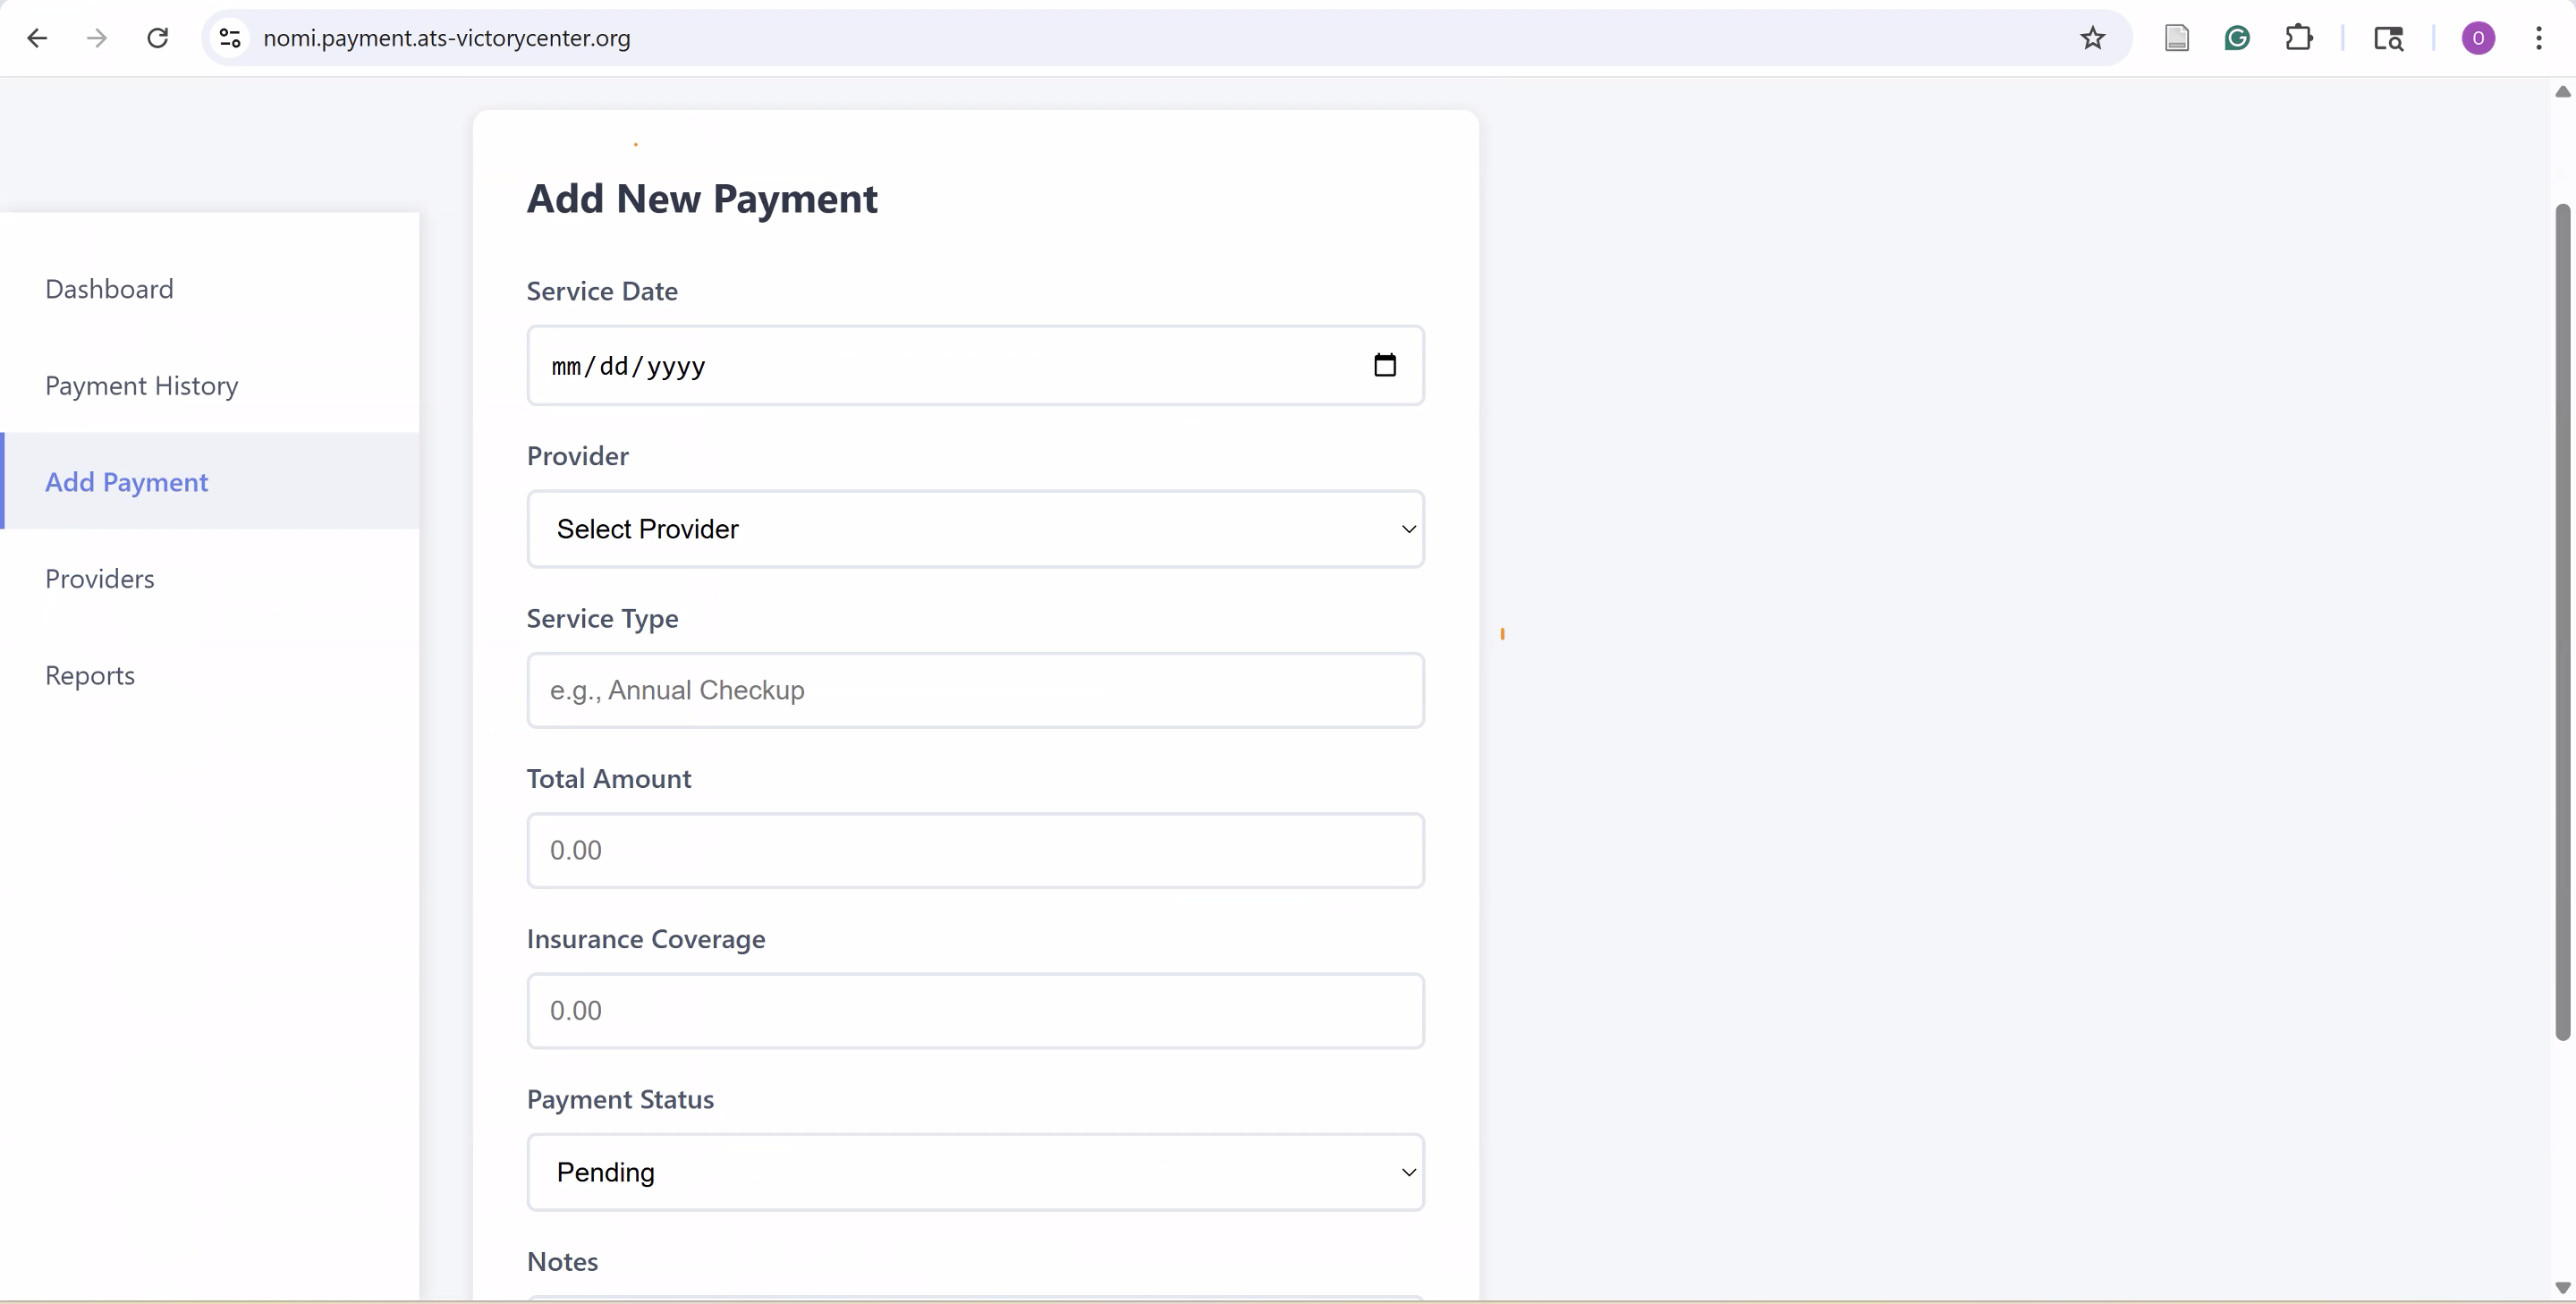 nomi.payment.ats-victorycenter.org
O
Dashboard
Payment History
Add Payment
Providers
Reports
Add New Payment
Service Date
mm/dd/yyyy
Provider
Select Provider
Service Type
e.g., Annual Checkup
Total Amount
0.00
Insurance Coverage
0.00
Payment Status
Pending
Notes